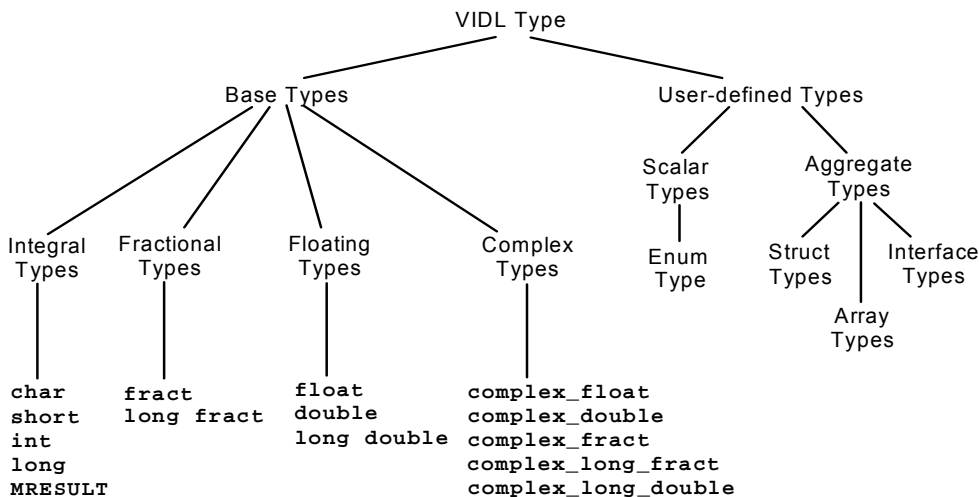 VIDL Type
Base Types
User-defined Types
Scalar
Types
Aggregate
Types
Integral
Types
Fractional
Types
Floating
Types
Complex
Types
Enum
Type
Struct
Types
Interface
Types
Array
Types
char
short
int
long
MRESULT
fract
long fract
float
double
long double
complex_float
complex_double
complex_fract
complex_long_fract
complex_long_double